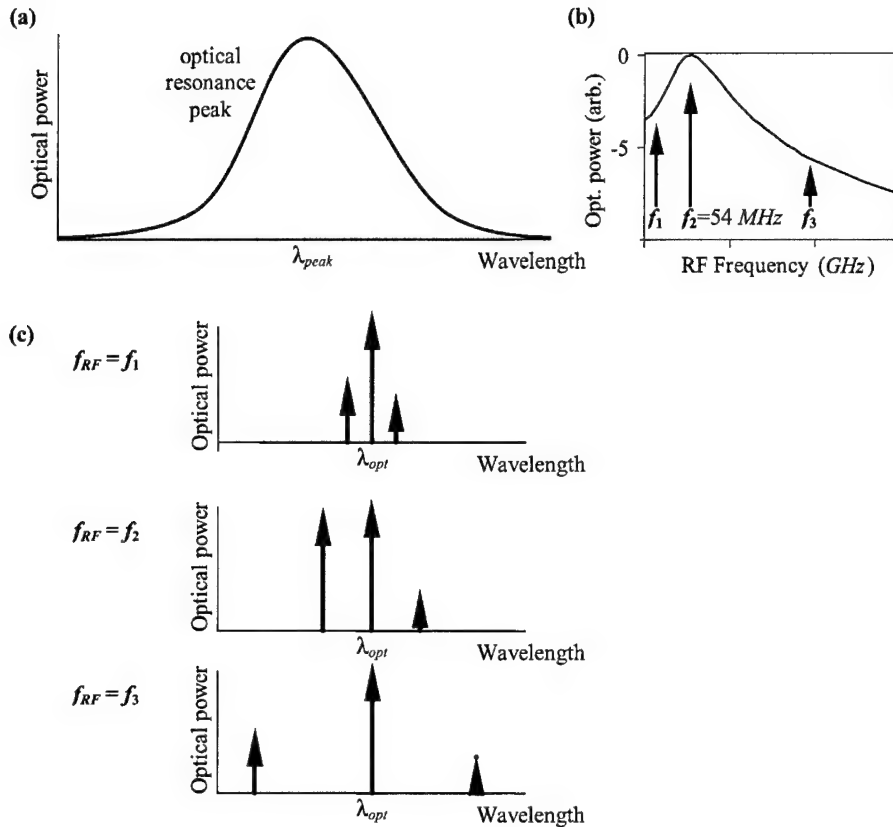 (a)
Optical power
optical
resonance
peak
λpeak
Wavelength
(b)
Opt. power (arb.)
0
-5
f1
f2=54 MHz
f3
RF Frequency (GHz)
(c)
fRF = f1
Optical power
λopt
Wavelength
fRF = f2
Optical power
λopt
Wavelength
fRF = f3
Optical power
λopt
Wavelength